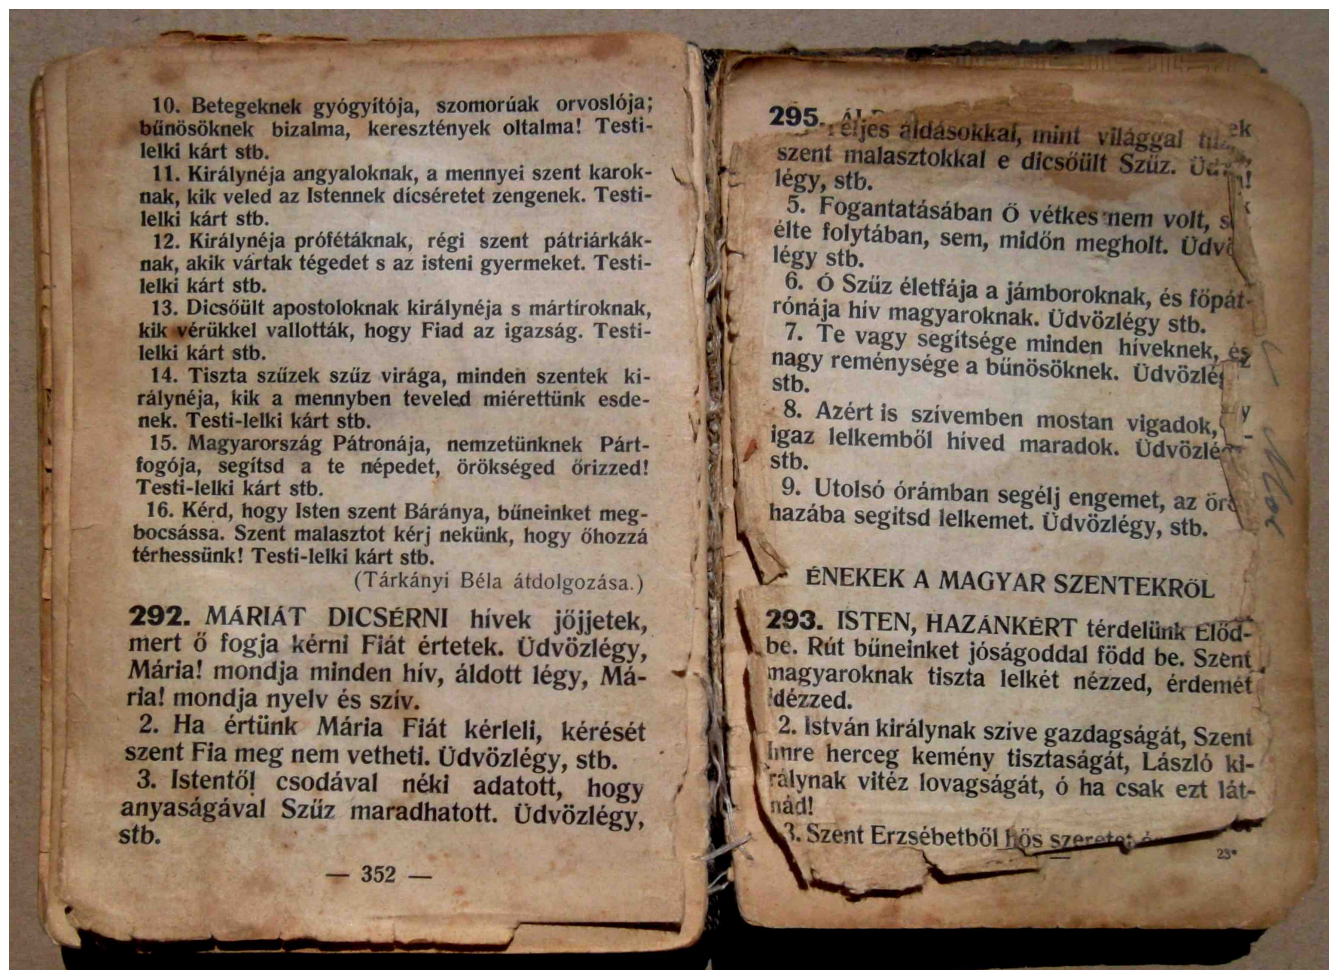 10. Betegeknek gyógyítója, szomorúak orvoslója;
bűnösöknek bizalma, keresztények oltalma! Testi-
lelki kárt stb.
11. Királynéja angyaloknak, a mennyei szent karok-
nak, kik veled az Istennek dícséretet zengenek. Testi-
lelki kárt stb.
12. Királynéja prófétáknak, régi szent pátriárkák-
nak, akik vártak tégedet s az isteni gyermeket. Testi-
lelki kárt stb.
13. Dicsőült apostoloknak királynéja s mártíroknak,
kik vérükkel vallották, hogy Fiad az igazság. Testi-
lelki kárt stb.
14. Tiszta szűzek szűz virága, minden szentek ki-
rálynéja, kik a mennyben teveled miérettünk esde-
nek. Testi-lelki kárt stb.
15. Magyarország Pátronája, nemzetünknek Párt-
fogója, segítsd a te népedet, örökséged őrizzed!
Testi-lelki kárt stb.
16. Kérd, hogy Isten szent Báránya, bűneinket meg-
bocsássa. Szent malasztot kérj nekünk, hogy őhozzá
térhessünk! Testi-lelki kárt stb.
(Tárkányi Béla átdolgozása.)
292. MÁRIÁT DICSÉRNI hívek jőjjetek,
mert ő fogja kérni Fiát értetek. Üdvözlégy,
Mária! mondja minden hív, áldott légy, Má-
ria! mondja nyelv és szív.
2. Ha értünk Mária Fiát kérleli, kérését
szent Fia meg nem vetheti. Üdvözlégy, stb.
3. Istentől csodával néki adatott, hogy
anyaságával Szűz maradhatott. Üdvözlégy,
stb.
— 352 —
295.
áldásokkal, mint világgal
szent malasztokkal e dicsőült Szűz.
légy, stb.
5. Fogantatásában Ő vétkes nem volt,
élte folytában, sem, midőn megholt.
légy stb.
6. Ó Szűz életfája a jámboroknak, és főpát-
rónája hív magyaroknak. Üdvözlégy stb.
7. Te vagy segítsége minden híveknek, és
nagy reménysége a bűnösöknek.
stb.
8. Azért is szívemben mostan vigadok,
igaz lelkemből híved maradok.
stb.
9. Utolsó órámban segélj engemet, az
hazába segítsd lelkemet. Üdvözlégy, stb.
ÉNEKEK A MAGYAR SZENTEKRŐL
293. ISTEN, HAZÁNKÉRT térdelünk Előd-
be. Rút bűneinket jóságoddal född be. Szent
magyaroknak tiszta lelkét nézzed, érdemét
idézzed.
2. István királynak szíve gazdagságát, Szent
Imre herceg kemény tisztaságát, László ki-
rálynak vitéz lovagságát, ó ha csak ezt lát-
nád!
3. Szent Erzsébetből hős
23*